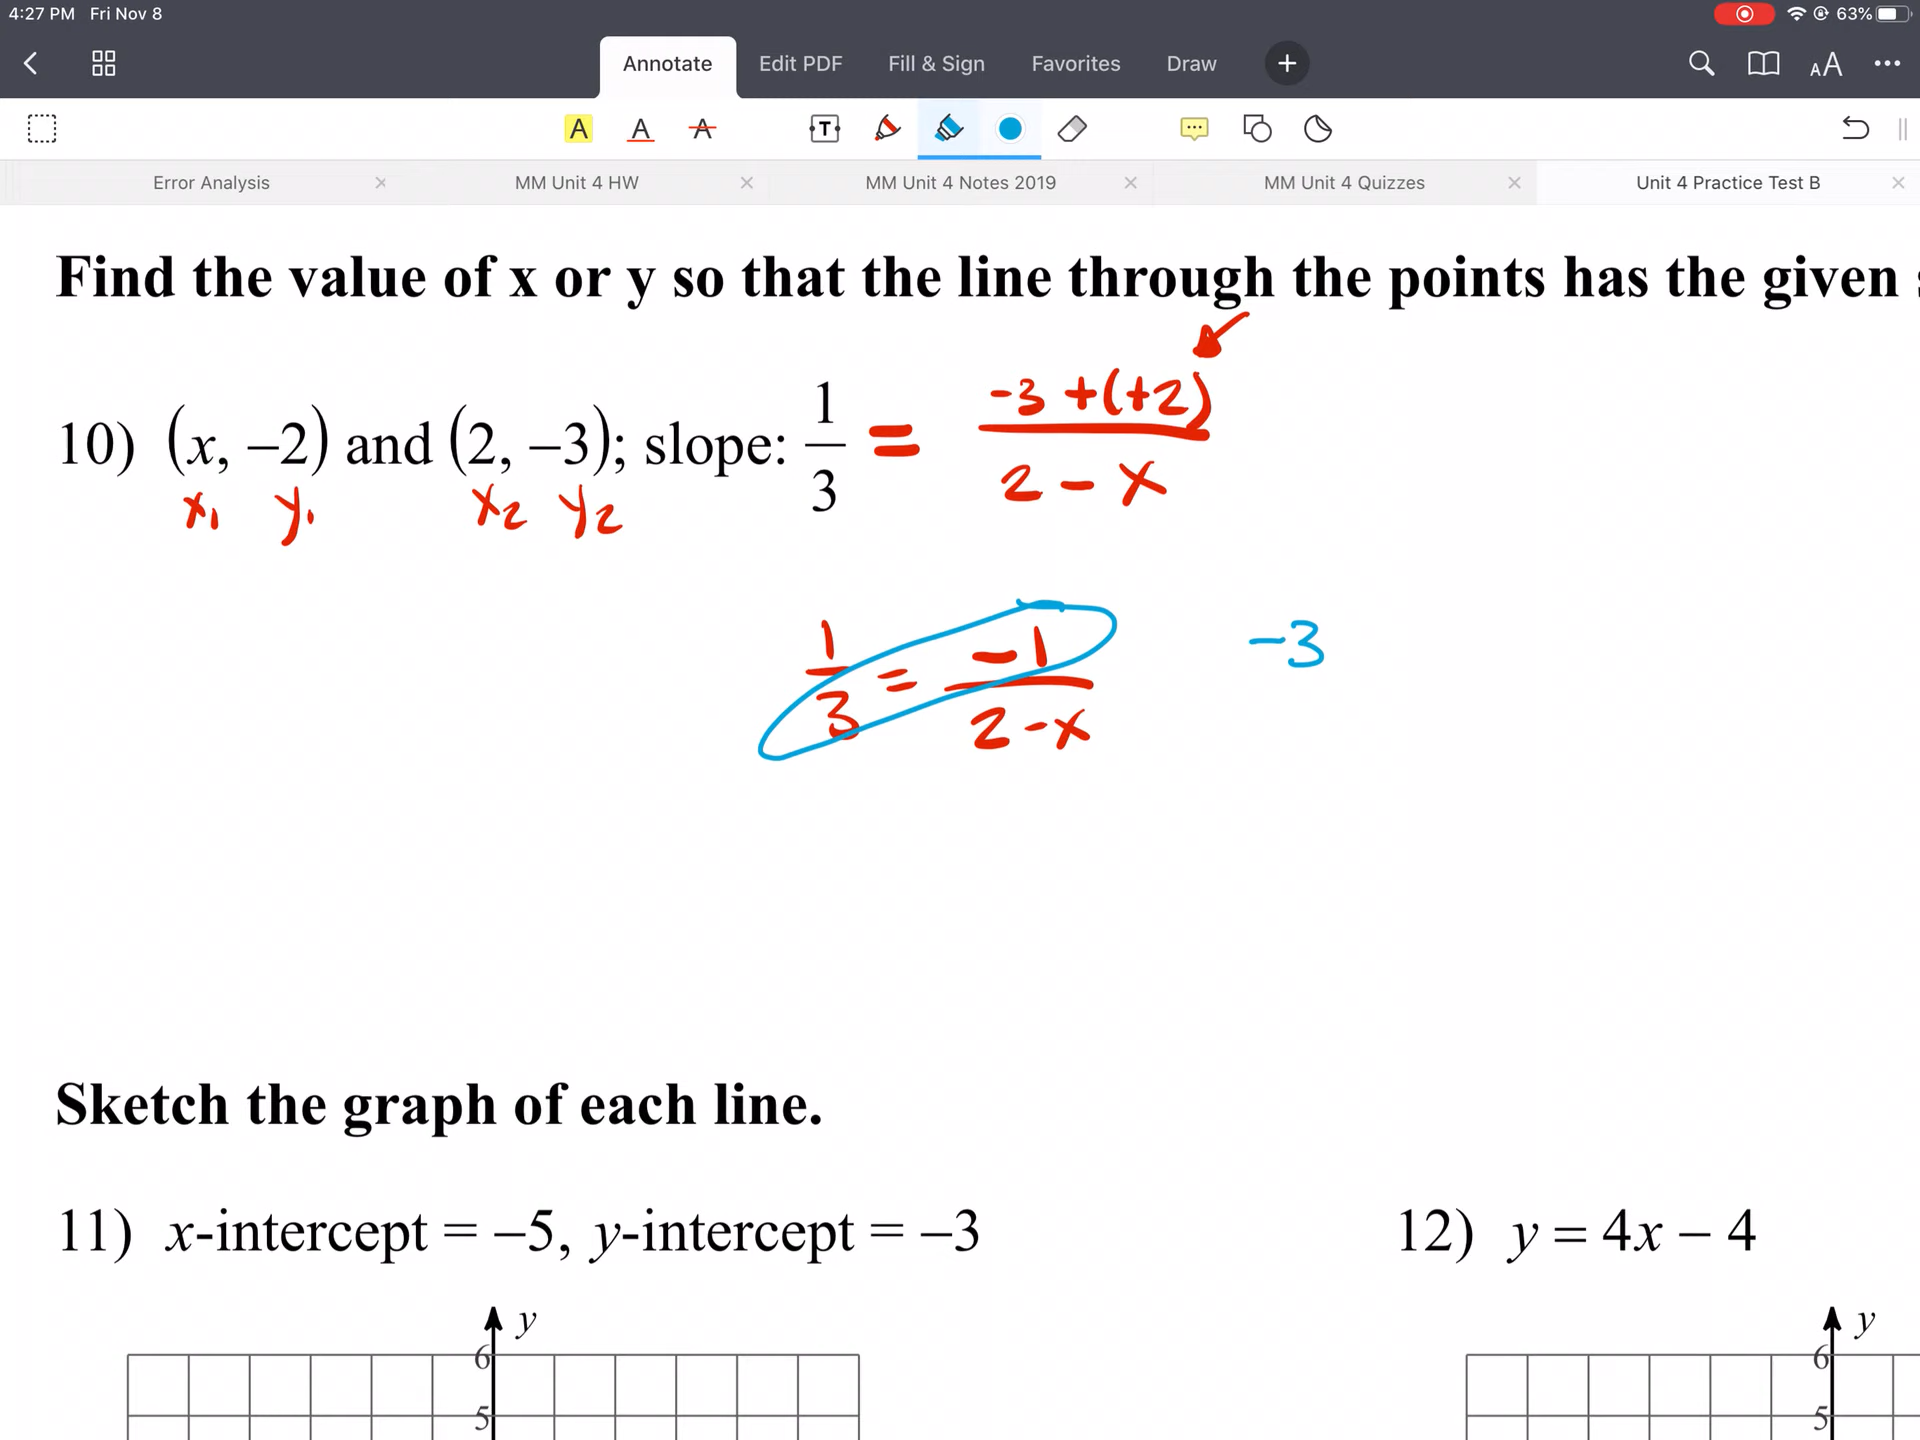 4:27 PM Fri Nov 8 63%
Annotate Edit PDF Fill & Sign Favorites Draw
Error Analysis MM Unit 4 HW MM Unit 4 Notes 2019 MM Unit 4 Quizzes Unit 4 Practice Test B
Find the value of x or y so that the line through the points has the given
10) (x, −2) and (2, −3); slope: 1/3 = -3 +(+2) / 2 - x
x1 y1 x2 y2
1/3 = -1 / 2-x -3
Sketch the graph of each line.
11) x-intercept = −5, y-intercept = −3 12) y = 4x − 4
y y
6 6
5 5